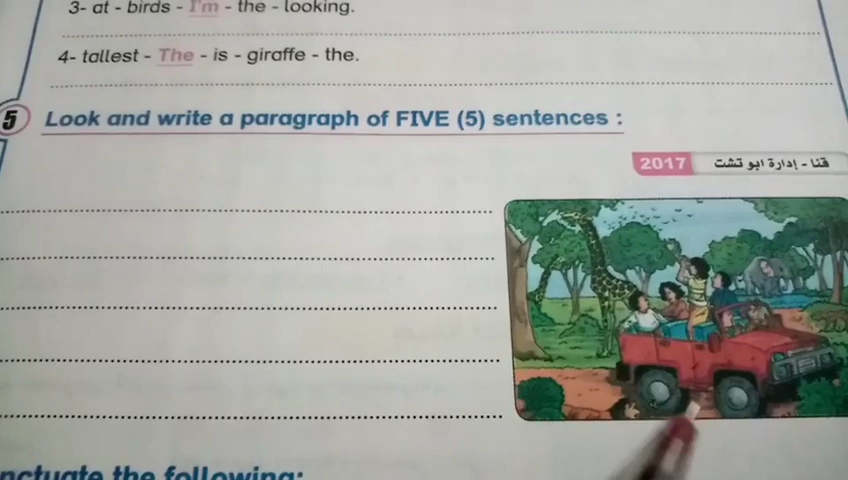 3- at - birds - I'm - the - looking.
4- tallest - The - is - giraffe - the.
5 Look and write a paragraph of FIVE (5) sentences :
2017 قنا - إدارة ابو تشت
nctuate the following: